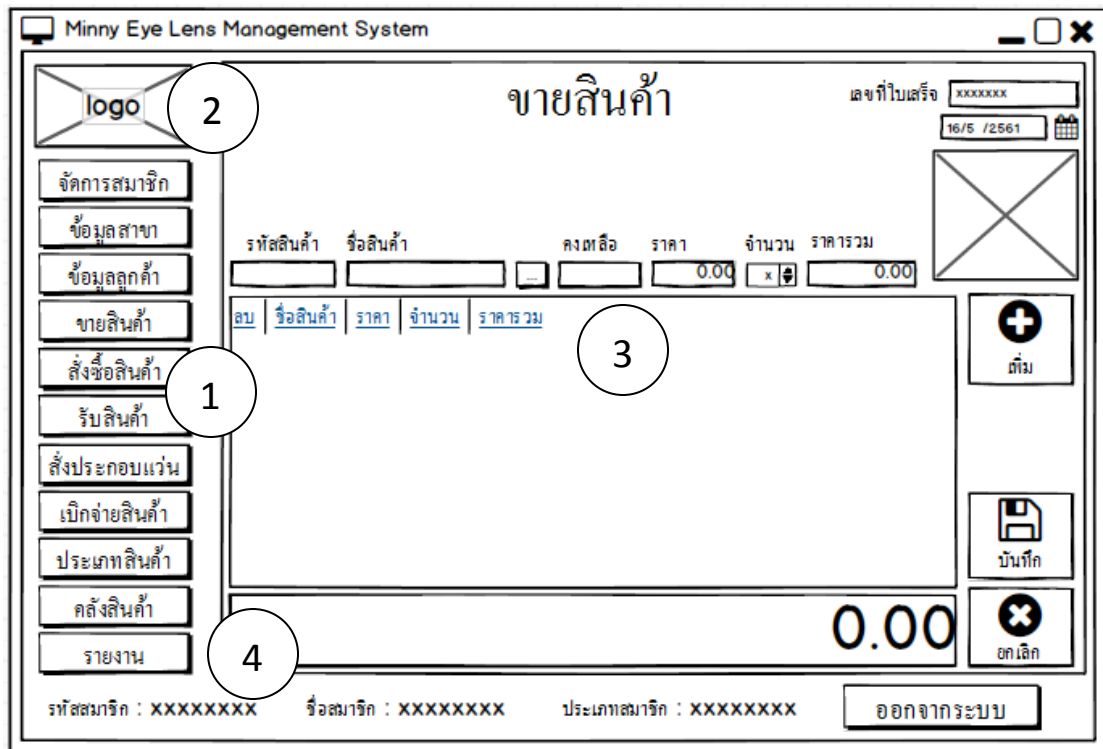 Minny Eye Lens Management System
logo
2
ขายสินค้า
เลขที่ใบเสร็จ xxxxxxx
16/5 /2561
จัดการสมาชิก
ข้อมูลสาขา
ข้อมูลลูกค้า
ขายสินค้า
สั่งซื้อสินค้า
1
รับสินค้า
สั่งประกอบแว่น
เบิกจ่ายสินค้า
ประเภทสินค้า
คลังสินค้า
รายงาน
รหัสสินค้า ชื่อสินค้า คงเหลือ ราคา จำนวน ราคารวม
... 0.00 x 0.00
ลบ ชื่อสินค้า ราคา จำนวน ราคารวม
3
เพิ่ม
บันทึก
0.00
ยกเลิก
4
รหัสสมาชิก : xxxxxxxx ชื่อสมาชิก : xxxxxxxx ประเภทสมาชิก : xxxxxxxx ออกจากระบบ